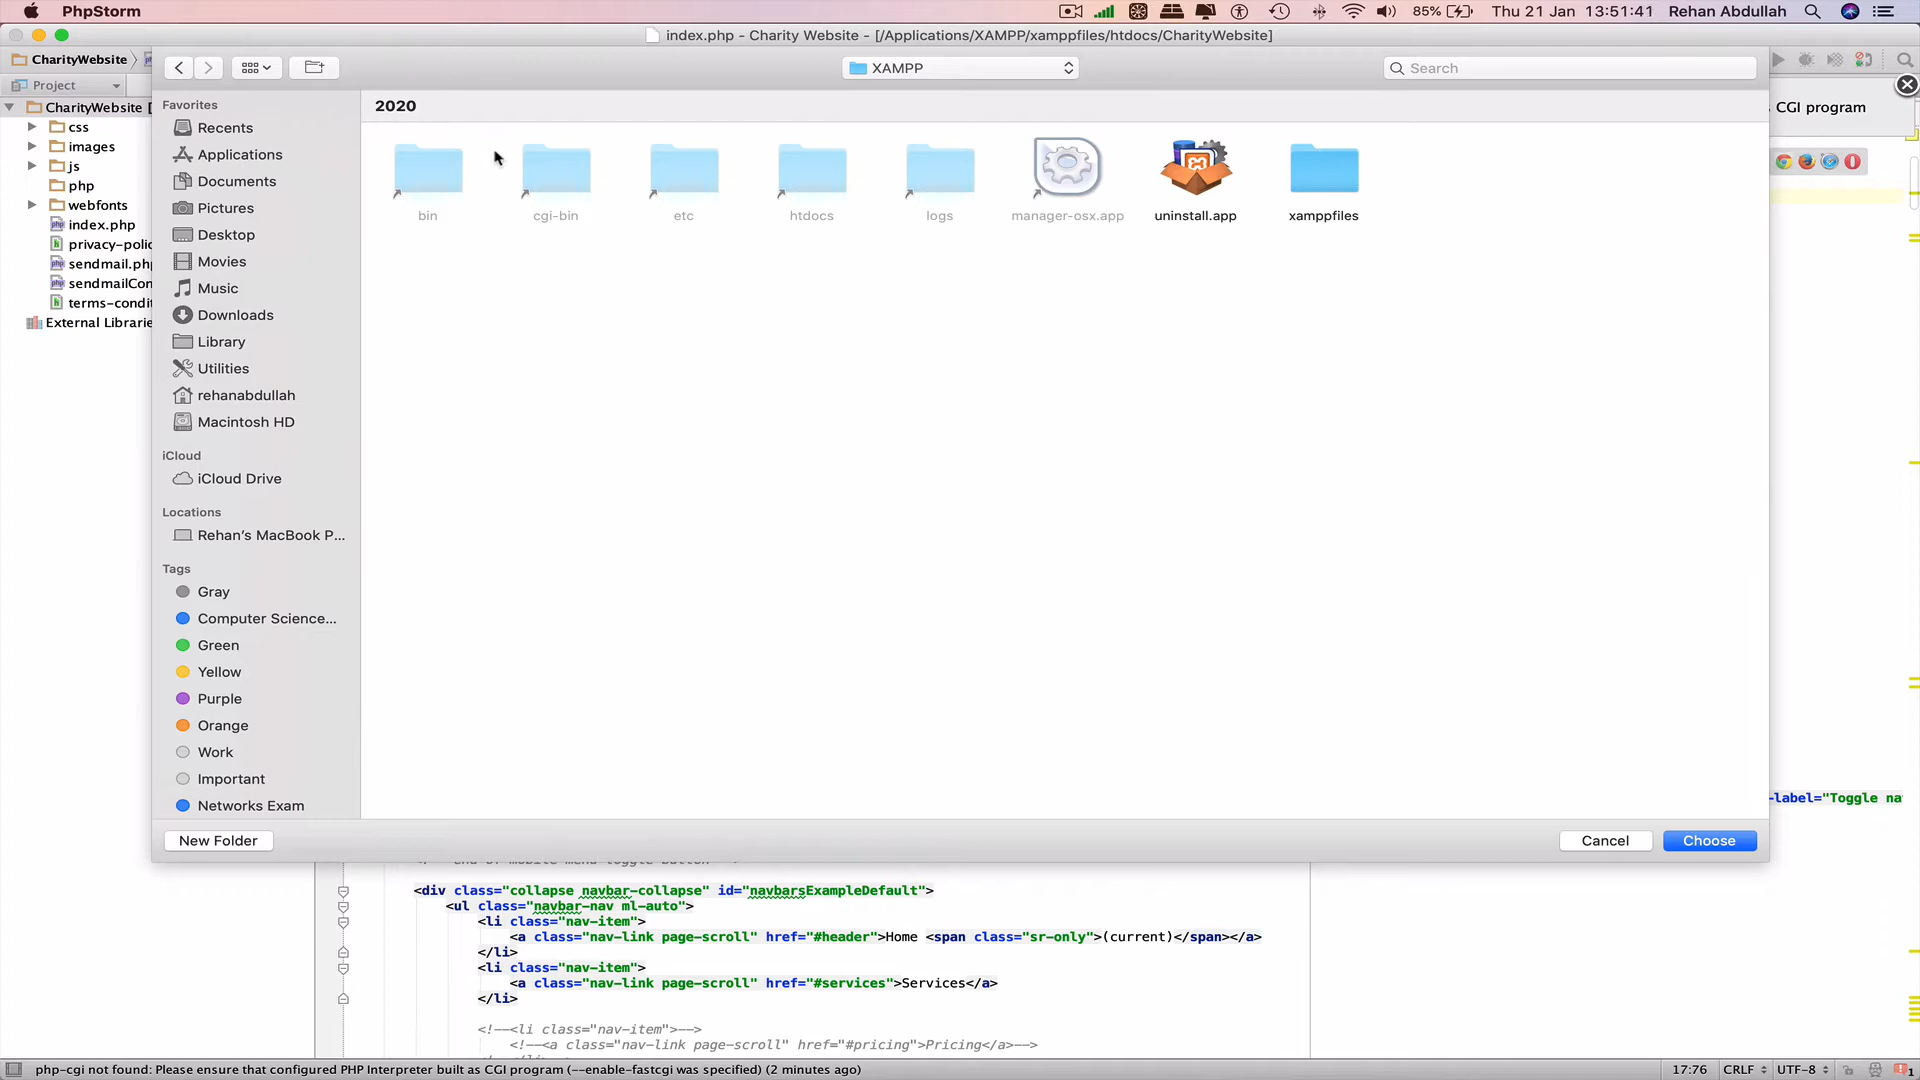 PhpStorm
85%
Thu 21 Jan 13:51:41
Rehan Abdullah
index.php - Charity Website - [/Applications/XAMPP/xamppfiles/htdocs/CharityWebsite]
CharityWebsite
XAMPP
Search
Project
Favorites
2020
CharityWebsite [
css
images
js
php
webfonts
index.php
privacy-polic
sendmail.php
sendmailCon
terms-condit
External Librarie
Recents
Applications
Documents
Pictures
Desktop
Movies
Music
Downloads
Library
Utilities
rehanabdullah
Macintosh HD
iCloud
iCloud Drive
Locations
Rehan's MacBook P...
Tags
Gray
Computer Science...
Green
Yellow
Purple
Orange
Work
Important
Networks Exam
bin
cgi-bin
etc
htdocs
logs
manager-osx.app
uninstall.app
xamppfiles
CGI program
-label="Toggle na
New Folder
Cancel
Choose
<div class="collapse navbar-collapse" id="navbarsExampleDefault">
<ul class="navbar-nav ml-auto">
<li class="nav-item">
<a class="nav-link page-scroll" href="#header">Home <span class="sr-only">(current)</span></a>
</li>
<li class="nav-item">
<a class="nav-link page-scroll" href="#services">Services</a>
</li>
<!--<li class="nav-item">-->
<!--<a class="nav-link page-scroll" href="#pricing">Pricing</a>-->
php-cgi not found: Please ensure that configured PHP Interpreter built as CGI program (--enable-fastcgi was specified) (2 minutes ago)
17:76
CRLF
UTF-8
1